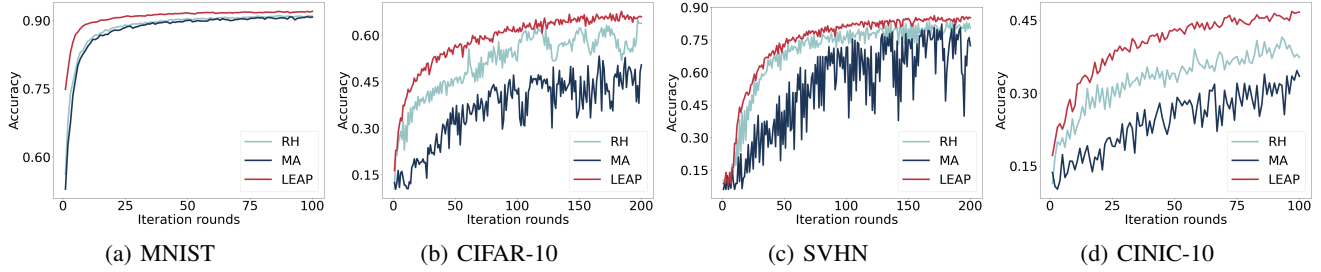 Accuracy
0.90
0.75
0.60
RH
MA
LEAP
0 25 50 75 100
Iteration rounds
(a) MNIST
Accuracy
0.60
0.45
0.30
0.15
RH
MA
LEAP
0 50 100 150 200
Iteration rounds
(b) CIFAR-10
Accuracy
0.90
0.75
0.60
0.45
0.30
0.15
RH
MA
LEAP
0 50 100 150 200
Iteration rounds
(c) SVHN
Accuracy
0.45
0.30
0.15
RH
MA
LEAP
0 25 50 75 100
Iteration rounds
(d) CINIC-10